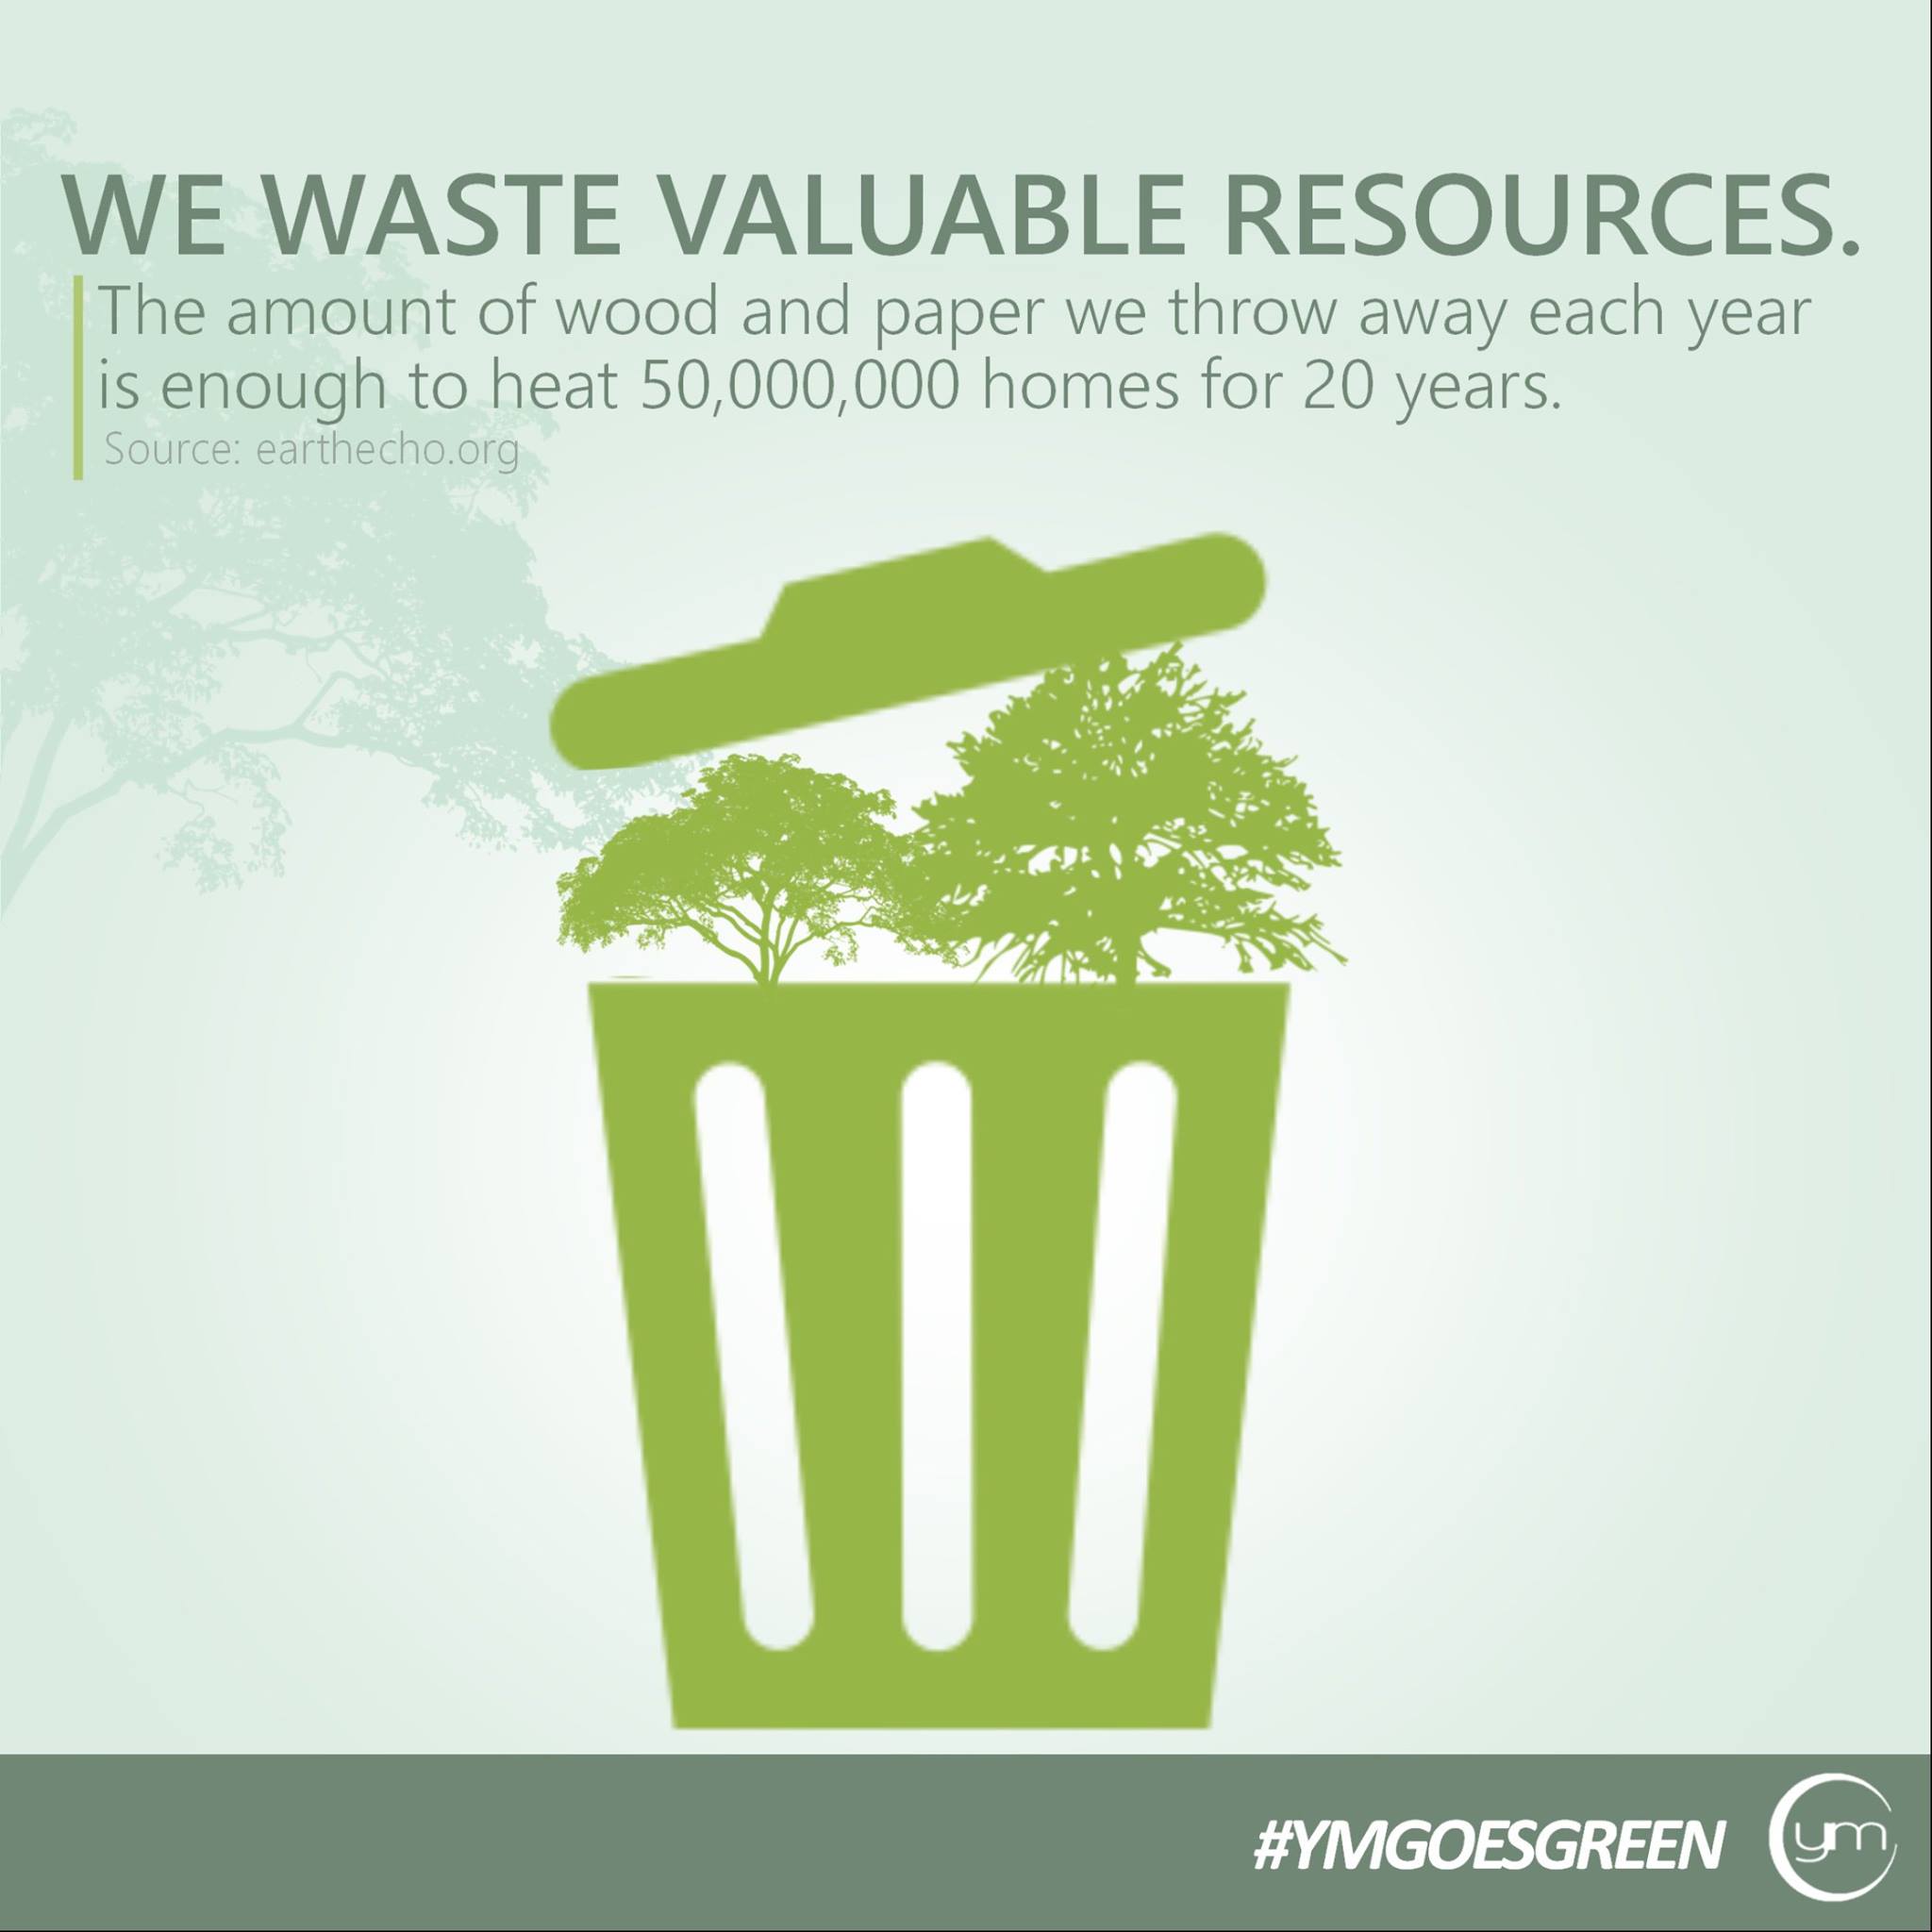 WE WASTE VALUABLE RESOURCES.
The amount of wood and paper we throw away each year
is enough to heat 50,000,000 homes for 20 years.
Source: earthecho.org
#YMGOESGREEN
ym